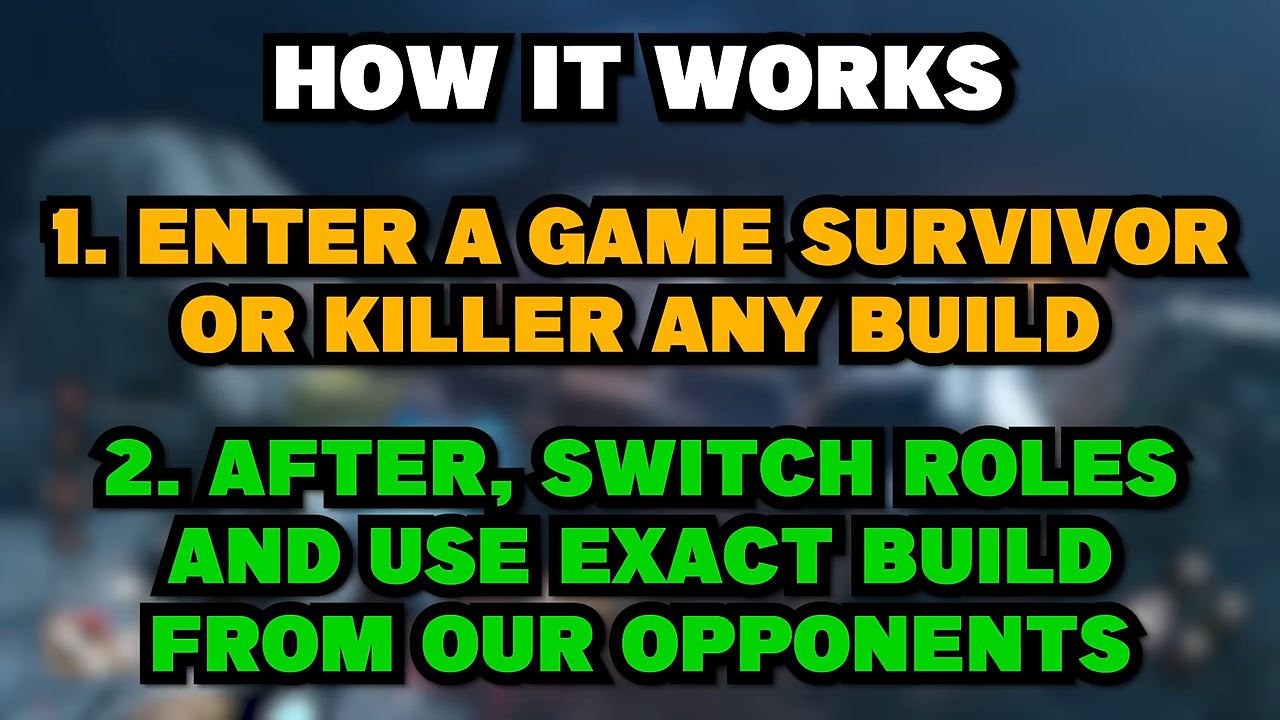 HOW IT WORKS
1. ENTER A GAME SURVIVOR
OR KILLER ANY BUILD
2. AFTER, SWITCH ROLES
AND USE EXACT BUILD
FROM OUR OPPONENTS